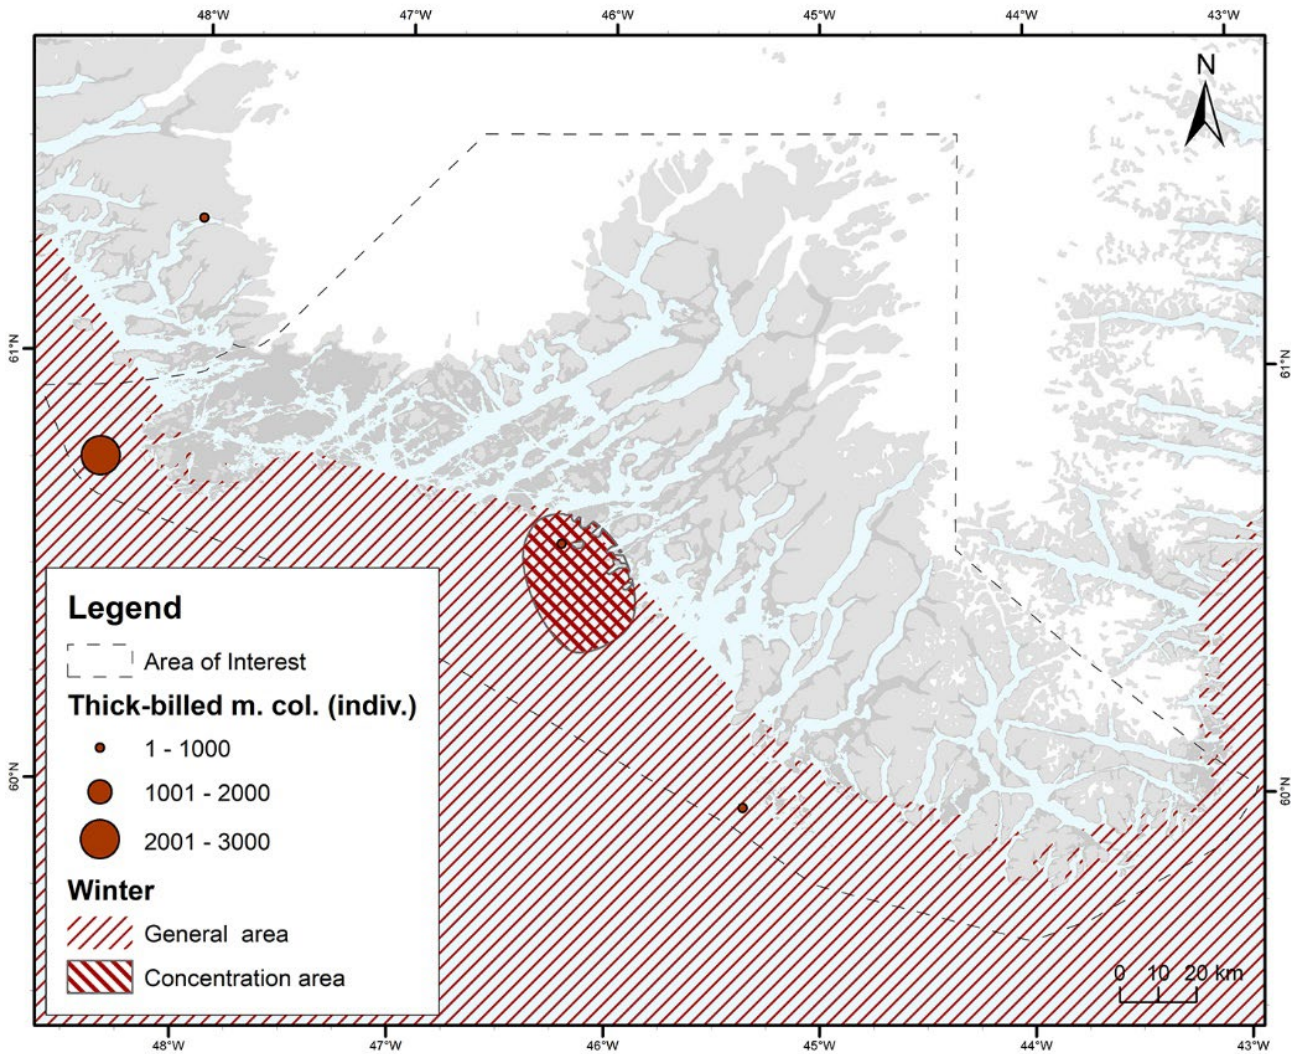 48°W 47°W 46°W 45°W 44°W 43°W
N
61°N 61°N
Legend
Area of Interest
Thick-billed m. col. (indiv.)
1 - 1000
1001 - 2000
2001 - 3000
Winter
General area
Concentration area
60°N 60°N
0 10 20 km
48°W 47°W 46°W 45°W 44°W 43°W